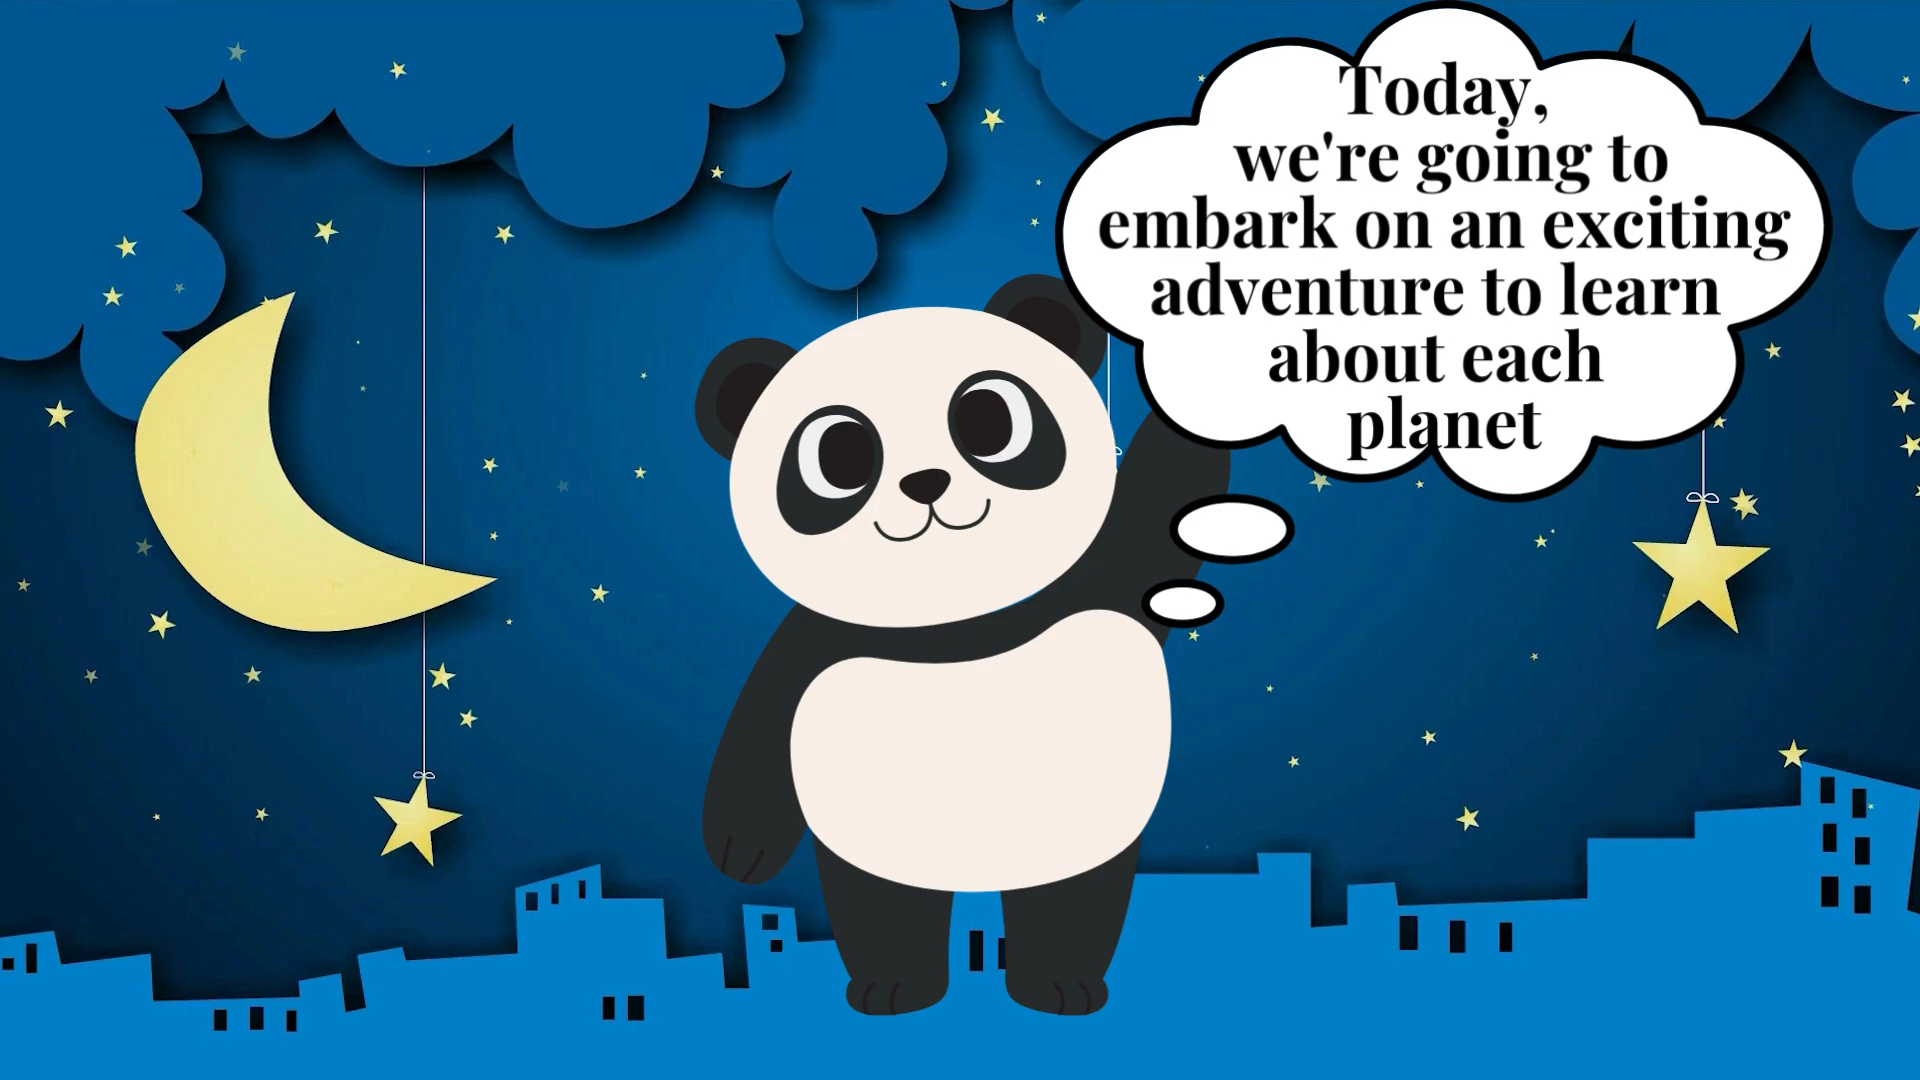 Today,
we're going to
embark on an exciting
adventure to learn
about each
planet